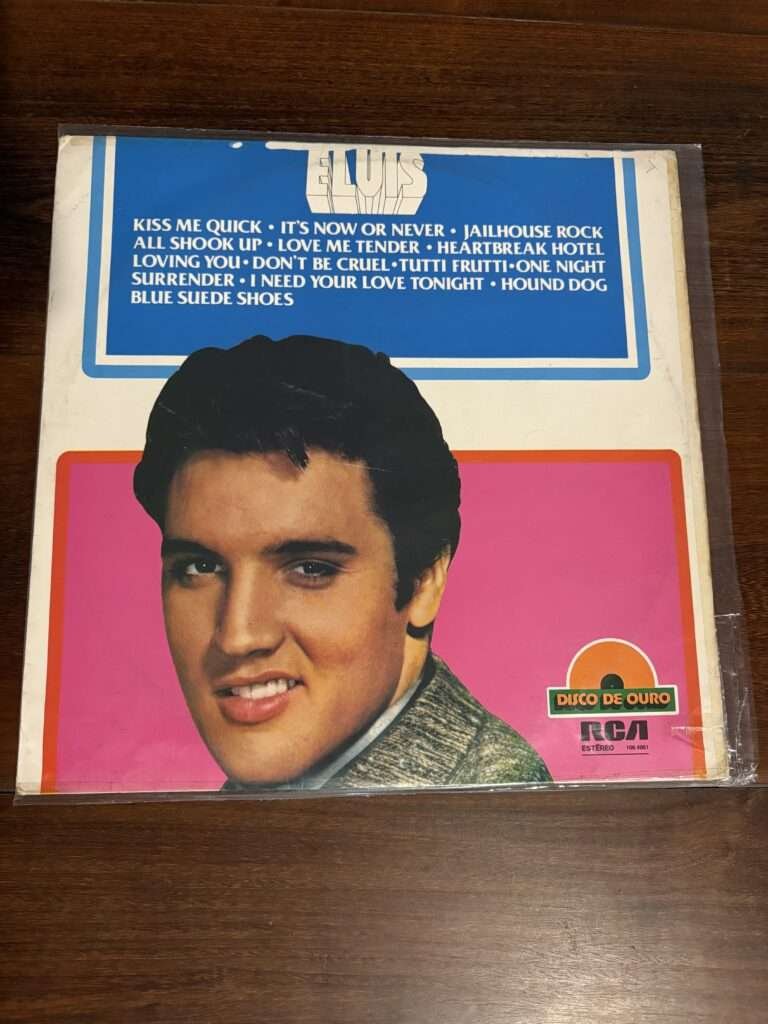 ELVIS
KISS ME QUICK • IT'S NOW OR NEVER • JAILHOUSE ROCK
ALL SHOOK UP • LOVE ME TENDER • HEARTBREAK HOTEL
LOVING YOU • DON'T BE CRUEL • TUTTI FRUTTI • ONE NIGHT
SURRENDER • I NEED YOUR LOVE TONIGHT • HOUND DOG
BLUE SUEDE SHOES
DISCO DE OURO
RCA
ESTÉREO